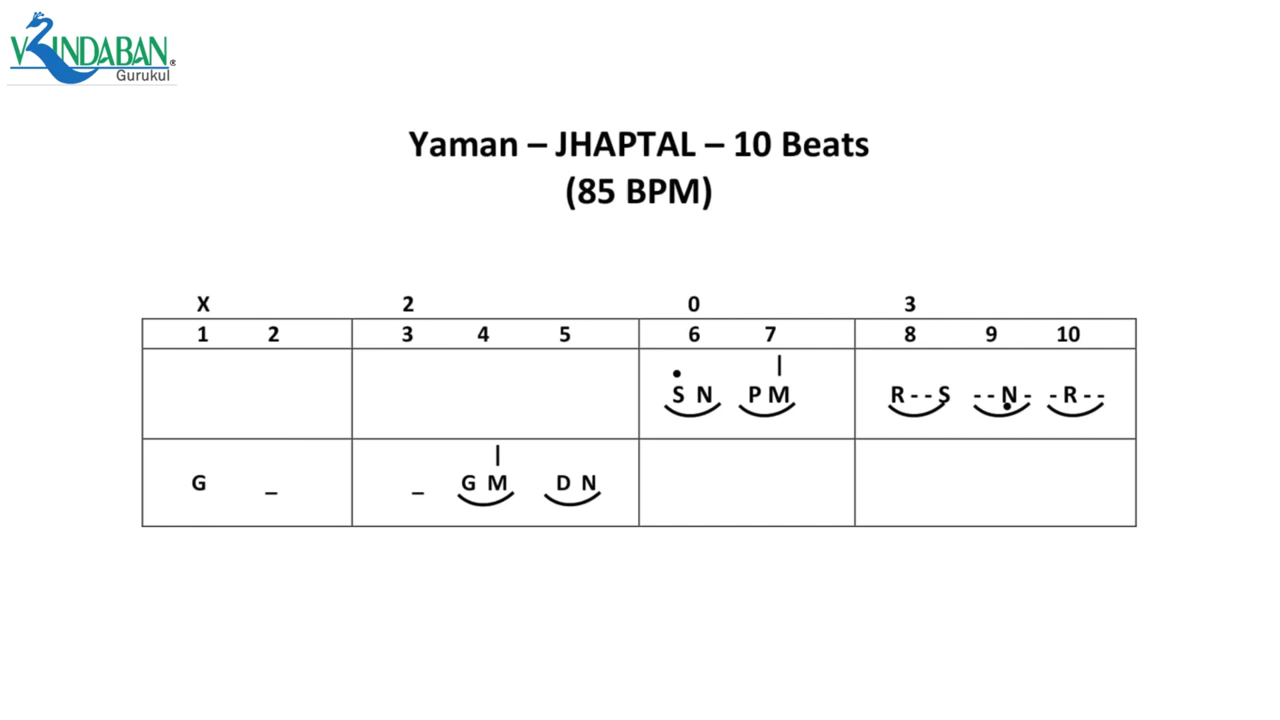 VRINDABAN®
Gurukul
Yaman – JHAPTAL – 10 Beats
(85 BPM)
X 2 0 3
1 2 3 4 5 6 7 8 9 10
Ṡ N P M̍ R - - S - - Ṇ - - R - -
G _ _ G M̍ D N